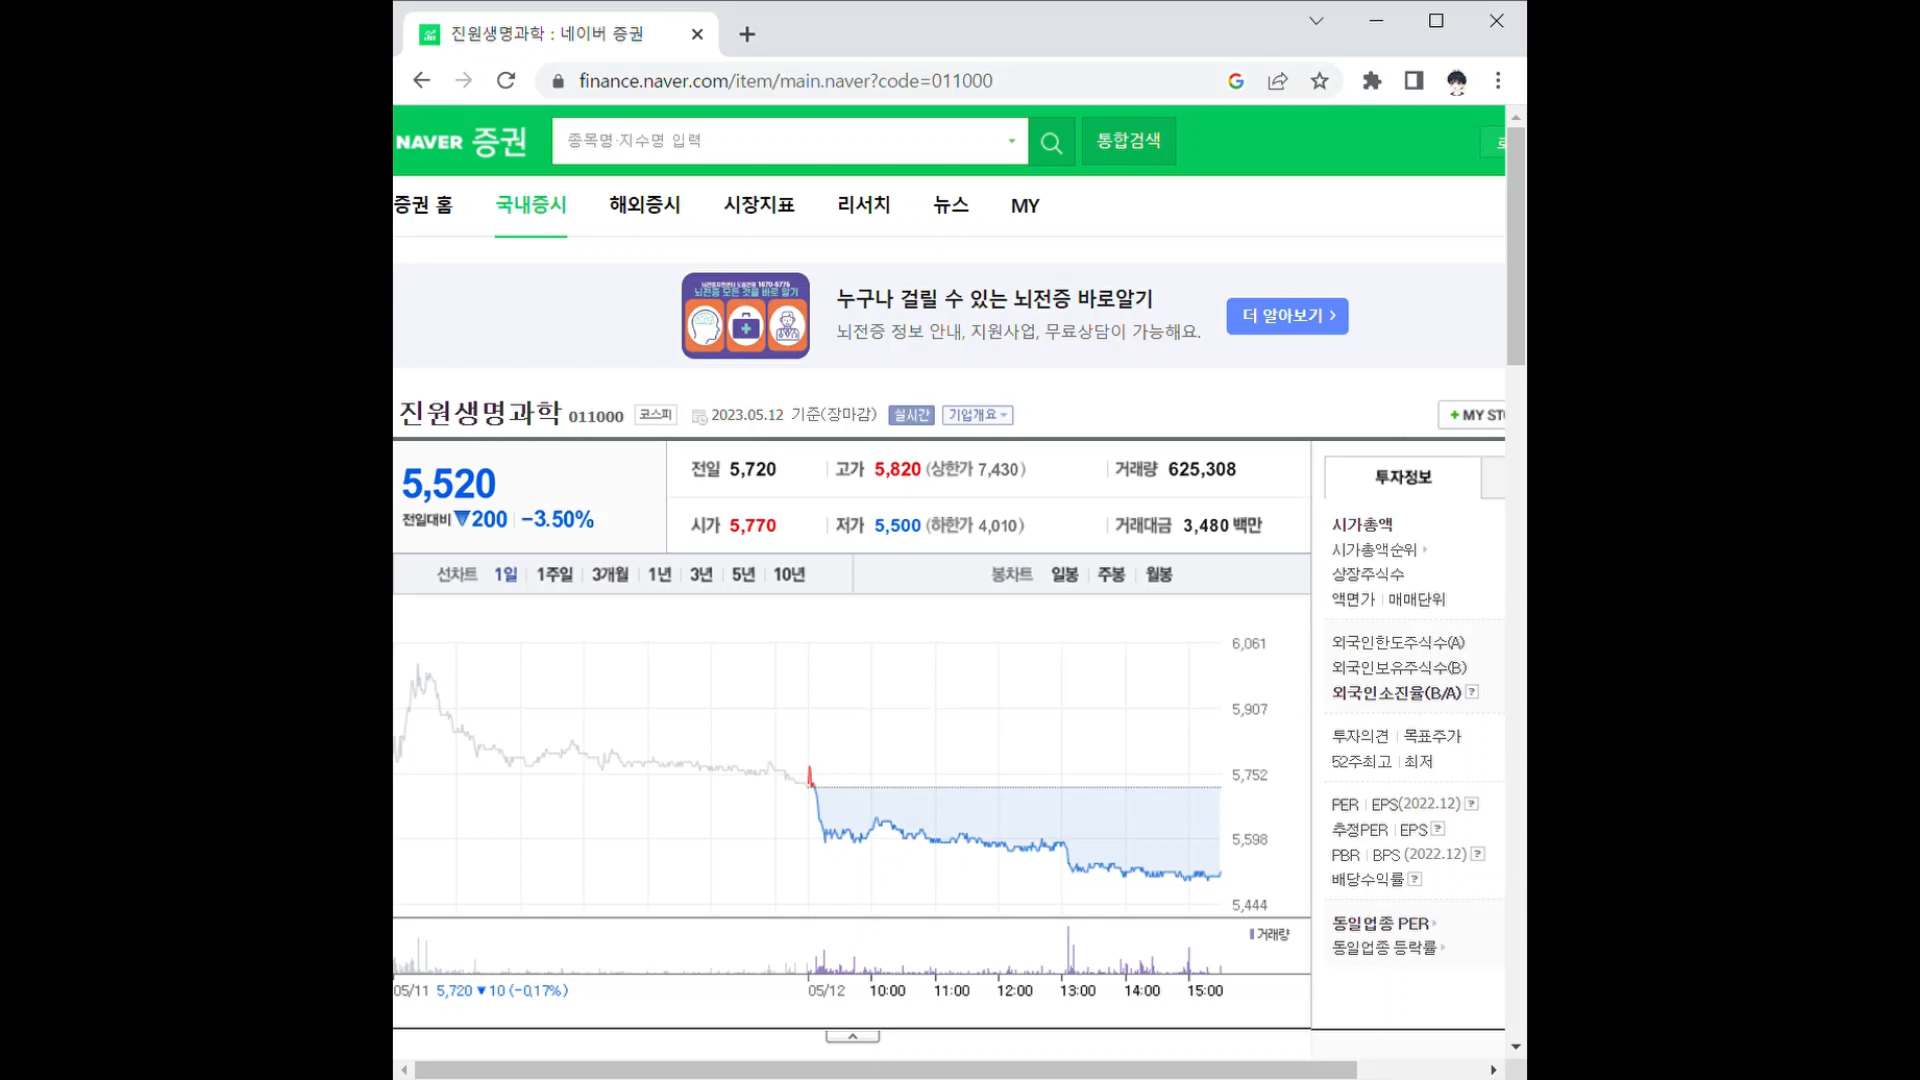 진원생명과학 : 네이버 증권
finance.naver.com/item/main.naver?code=011000
NAVER 증권
종목명·지수명 입력
통합검색
증권 홈 국내증시 해외증시 시장지표 리서치 뉴스 MY
뇌전증 모든 것을 바로 알기
누구나 걸릴 수 있는 뇌전증 바로알기
뇌전증 정보 안내, 지원사업, 무료상담이 가능해요.
더 알아보기
진원생명과학 011000 코스피 2023.05.12 기준(장마감) 실시간 기업개요
+ MY ST
5,520
전일대비 ▼200 -3.50%
전일 5,720 고가 5,820 (상한가 7,430) 거래량 625,308
시가 5,770 저가 5,500 (하한가 4,010) 거래대금 3,480 백만
선차트 1일 1주일 3개월 1년 3년 5년 10년 봉차트 일봉 주봉 월봉
6,061
5,907
5,752
5,598
5,444
거래량
05/11 5,720 ▼ 10 (-0.17%) 05/12 10:00 11:00 12:00 13:00 14:00 15:00
투자정보
시가총액
시가총액순위
상장주식수
액면가 | 매매단위
외국인한도주식수(A)
외국인보유주식수(B)
외국인소진율(B/A) ?
투자의견 | 목표주가
52주최고 | 최저
PER | EPS(2022.12) ?
추정PER | EPS ?
PBR | BPS (2022.12) ?
배당수익률 ?
동일업종 PER
동일업종 등락률